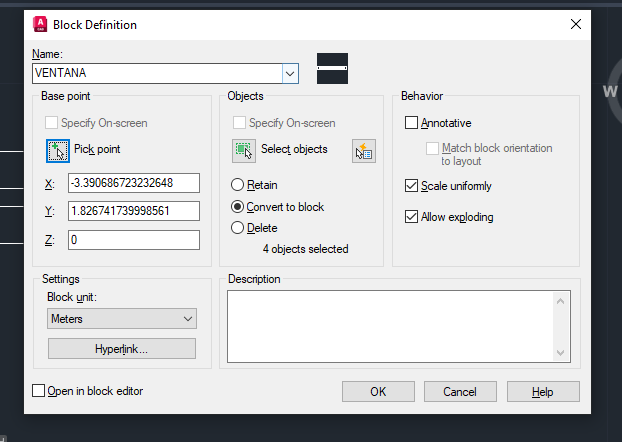 Block Definition
Name:
VENTANA
Base point
Specify On-screen
Pick point
X: -3.390686723232648
Y: 1.826741739998561
Z: 0
Objects
Specify On-screen
Select objects
Retain
Convert to block
Delete
4 objects selected
Behavior
Annotative
Match block orientation
to layout
Scale uniformly
Allow exploding
Settings
Block unit:
Meters
Hyperlink...
Description
Open in block editor
OK
Cancel
Help
W